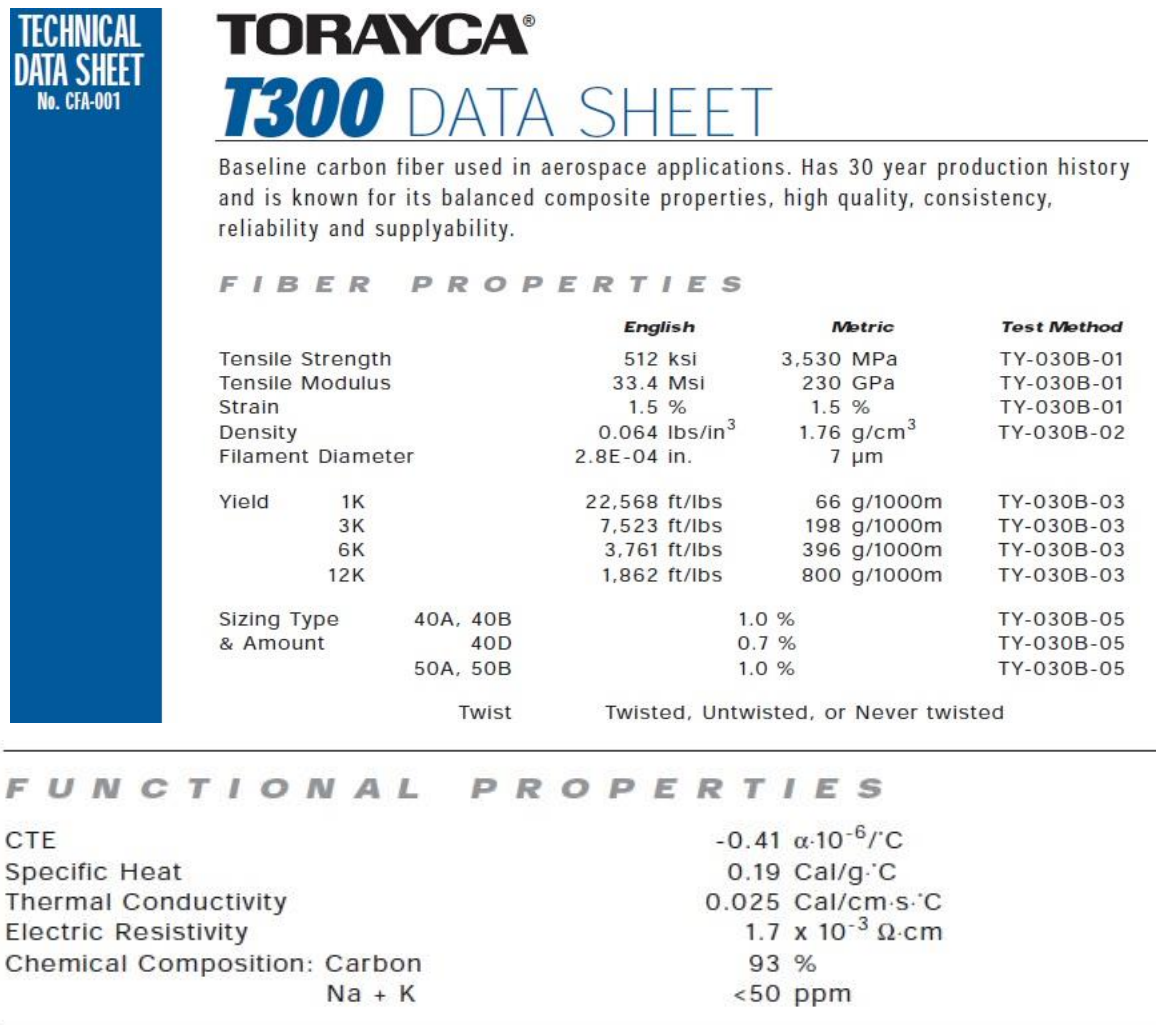 TECHNICAL
DATA SHEET
No. CFA-001
TORAYCA®
T300 DATA SHEET
Baseline carbon fiber used in aerospace applications. Has 30 year production history
and is known for its balanced composite properties, high quality, consistency,
reliability and supplyability.
FIBER PROPERTIES
English Metric Test Method
Tensile Strength 512 ksi 3,530 MPa TY-030B-01
Tensile Modulus 33.4 Msi 230 GPa TY-030B-01
Strain 1.5 % 1.5 % TY-030B-01
Density 0.064 lbs/in³ 1.76 g/cm³ TY-030B-02
Filament Diameter 2.8E-04 in. 7 µm
Yield 1K 22,568 ft/lbs 66 g/1000m TY-030B-03
3K 7,523 ft/lbs 198 g/1000m TY-030B-03
6K 3,761 ft/lbs 396 g/1000m TY-030B-03
12K 1,862 ft/lbs 800 g/1000m TY-030B-03
Sizing Type 40A, 40B 1.0 % TY-030B-05
& Amount 40D 0.7 % TY-030B-05
50A, 50B 1.0 % TY-030B-05
Twist Twisted, Untwisted, or Never twisted
FUNCTIONAL PROPERTIES
CTE -0.41 α·10⁻⁶/˚C
Specific Heat 0.19 Cal/g·˚C
Thermal Conductivity 0.025 Cal/cm·s·˚C
Electric Resistivity 1.7 x 10⁻³ Ω·cm
Chemical Composition: Carbon 93 %
Na + K <50 ppm